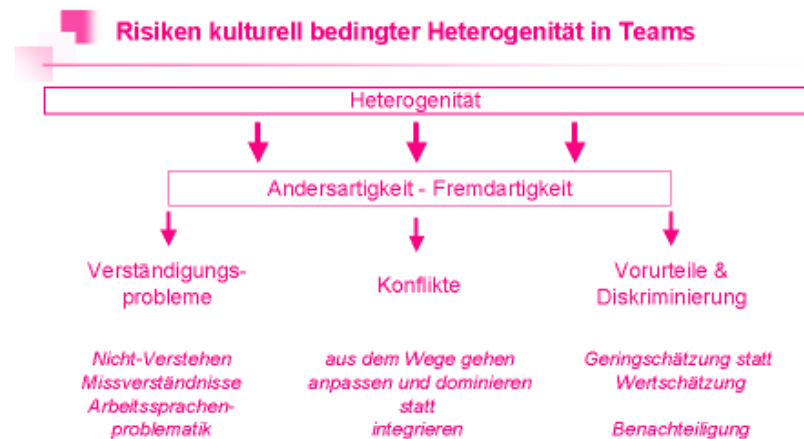 Risiken kulturell bedingter Heterogenität in Teams
Heterogenität
Andersartigkeit - Fremdartigkeit
Verständigungs-
probleme
Konflikte
Vorurteile &
Diskriminierung
Nicht-Verstehen
Missverständnisse
Arbeitssprachen-
problematik
aus dem Wege gehen
anpassen und dominieren
statt
integrieren
Geringschätzung statt
Wertschätzung
Benachteiligung